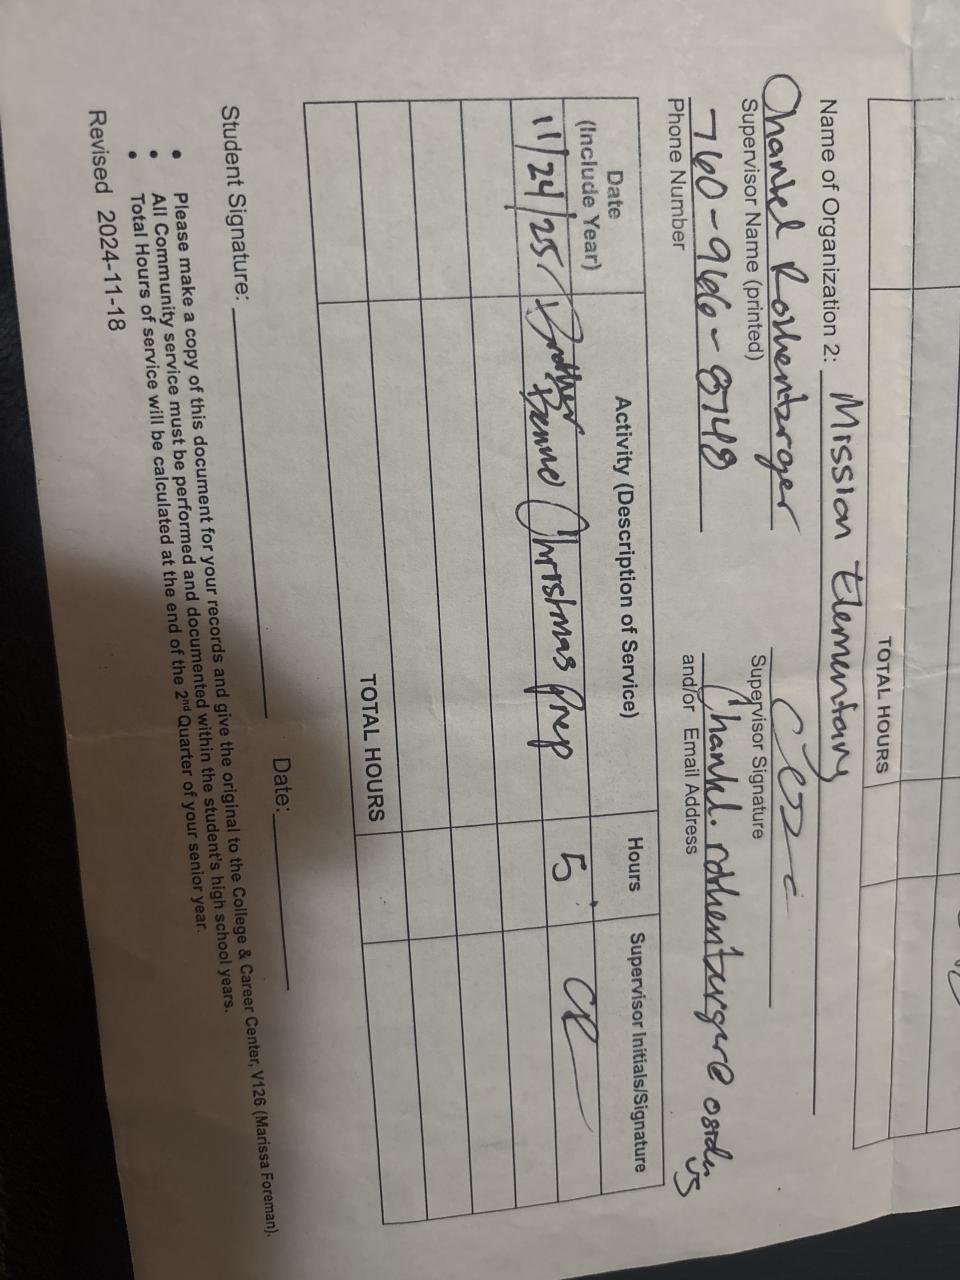 TOTAL HOURS
Name of Organization 2: Mission Elementary
Supervisor Name (printed)
Supervisor Signature
760-966-8748
Phone Number
and/or Email Address
Date (Include Year)
Activity (Description of Service)
Hours
Supervisor Initials/Signature
11/24/25
Brother Benno Christmas prep
5
CR
TOTAL HOURS
Student Signature:
Date:
• Please make a copy of this document for your records and give the original to the College & Career Center, V126 (Marissa Foreman).
• All Community service must be performed and documented within the student's high school years.
• Total Hours of service will be calculated at the end of the 2nd Quarter of your senior year.
Revised 2024-11-18